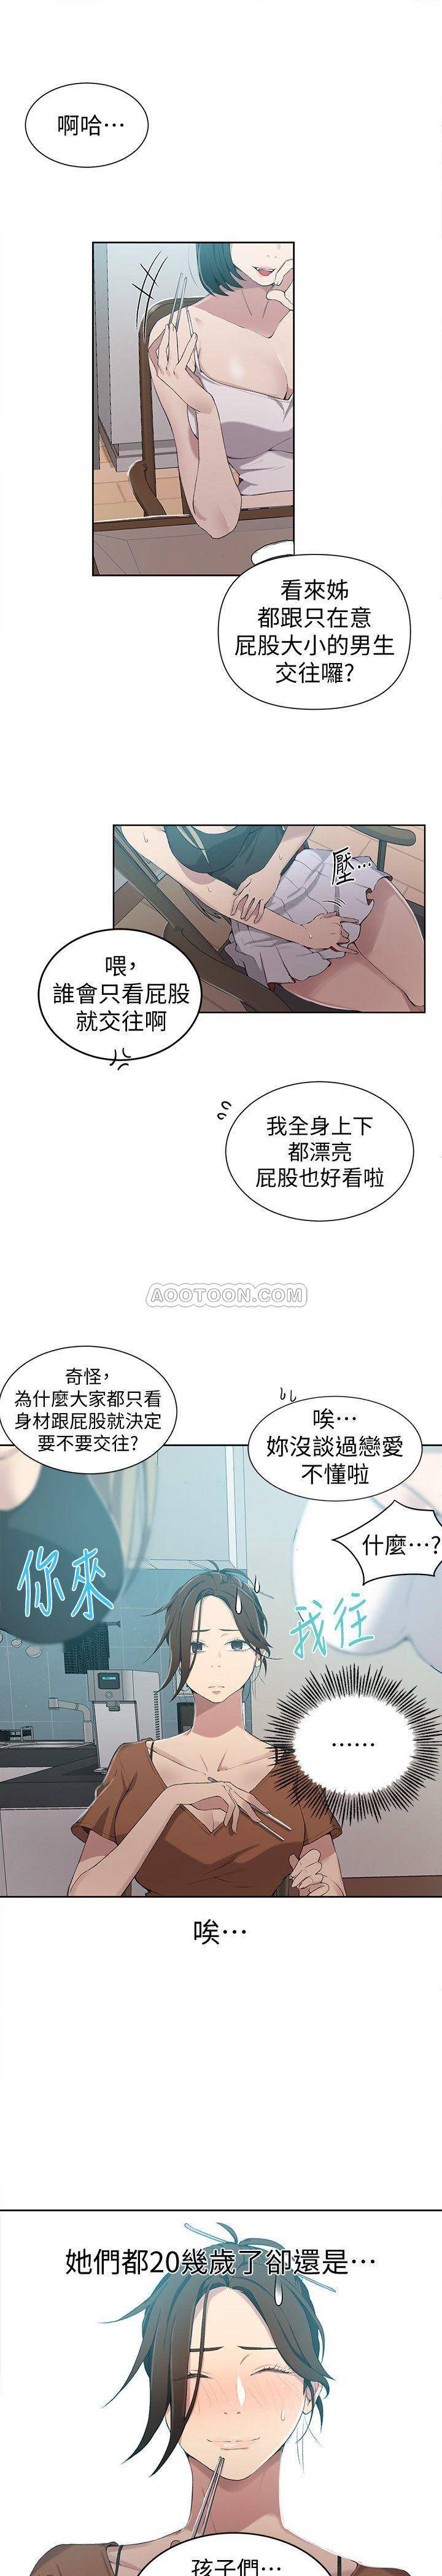 啊哈⋯
看來姊
都跟只在意
屁股大小的男生
交往囉?
壓⋯
喂,
誰會只看屁股
就交往啊
我全身上下
都漂亮
屁股也好看啦
AOOTOON.COM
奇怪,
為什麼大家都只看
身材跟屁股就決定
要不要交往?
唉⋯
妳沒談過戀愛
不懂啦
什麼⋯?
你來
我往
⋯⋯
唉⋯
她們都20幾歲了卻還是⋯
孩子們⋯